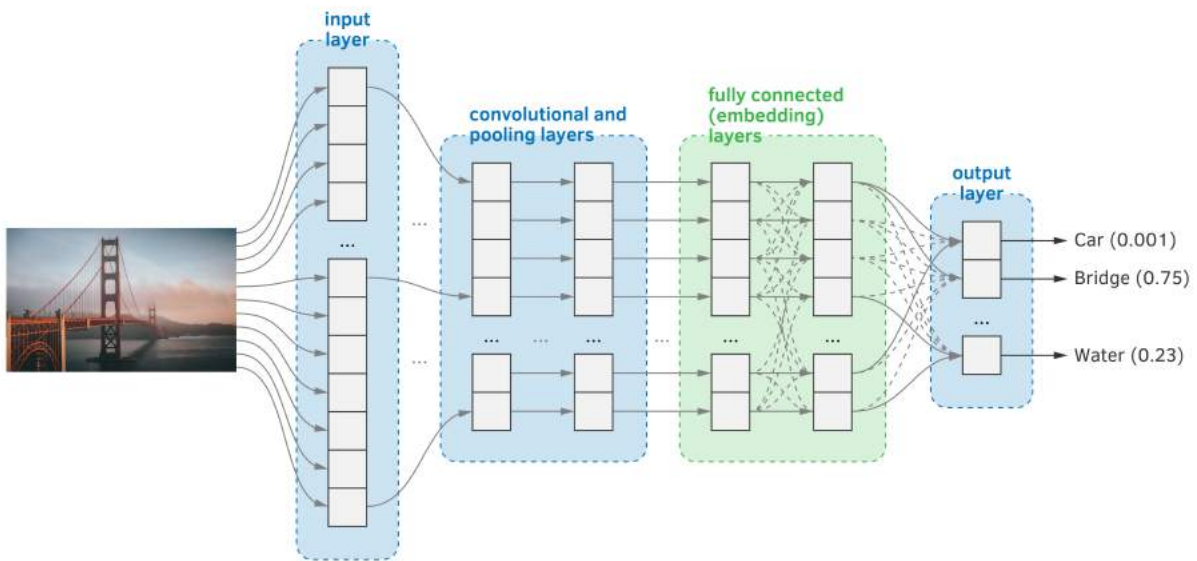 input
layer
convolutional and
pooling layers
fully connected
(embedding)
layers
output
layer
...
...
...
...
...
...
...
...
...
...
Car (0.001)
Bridge (0.75)
Water (0.23)